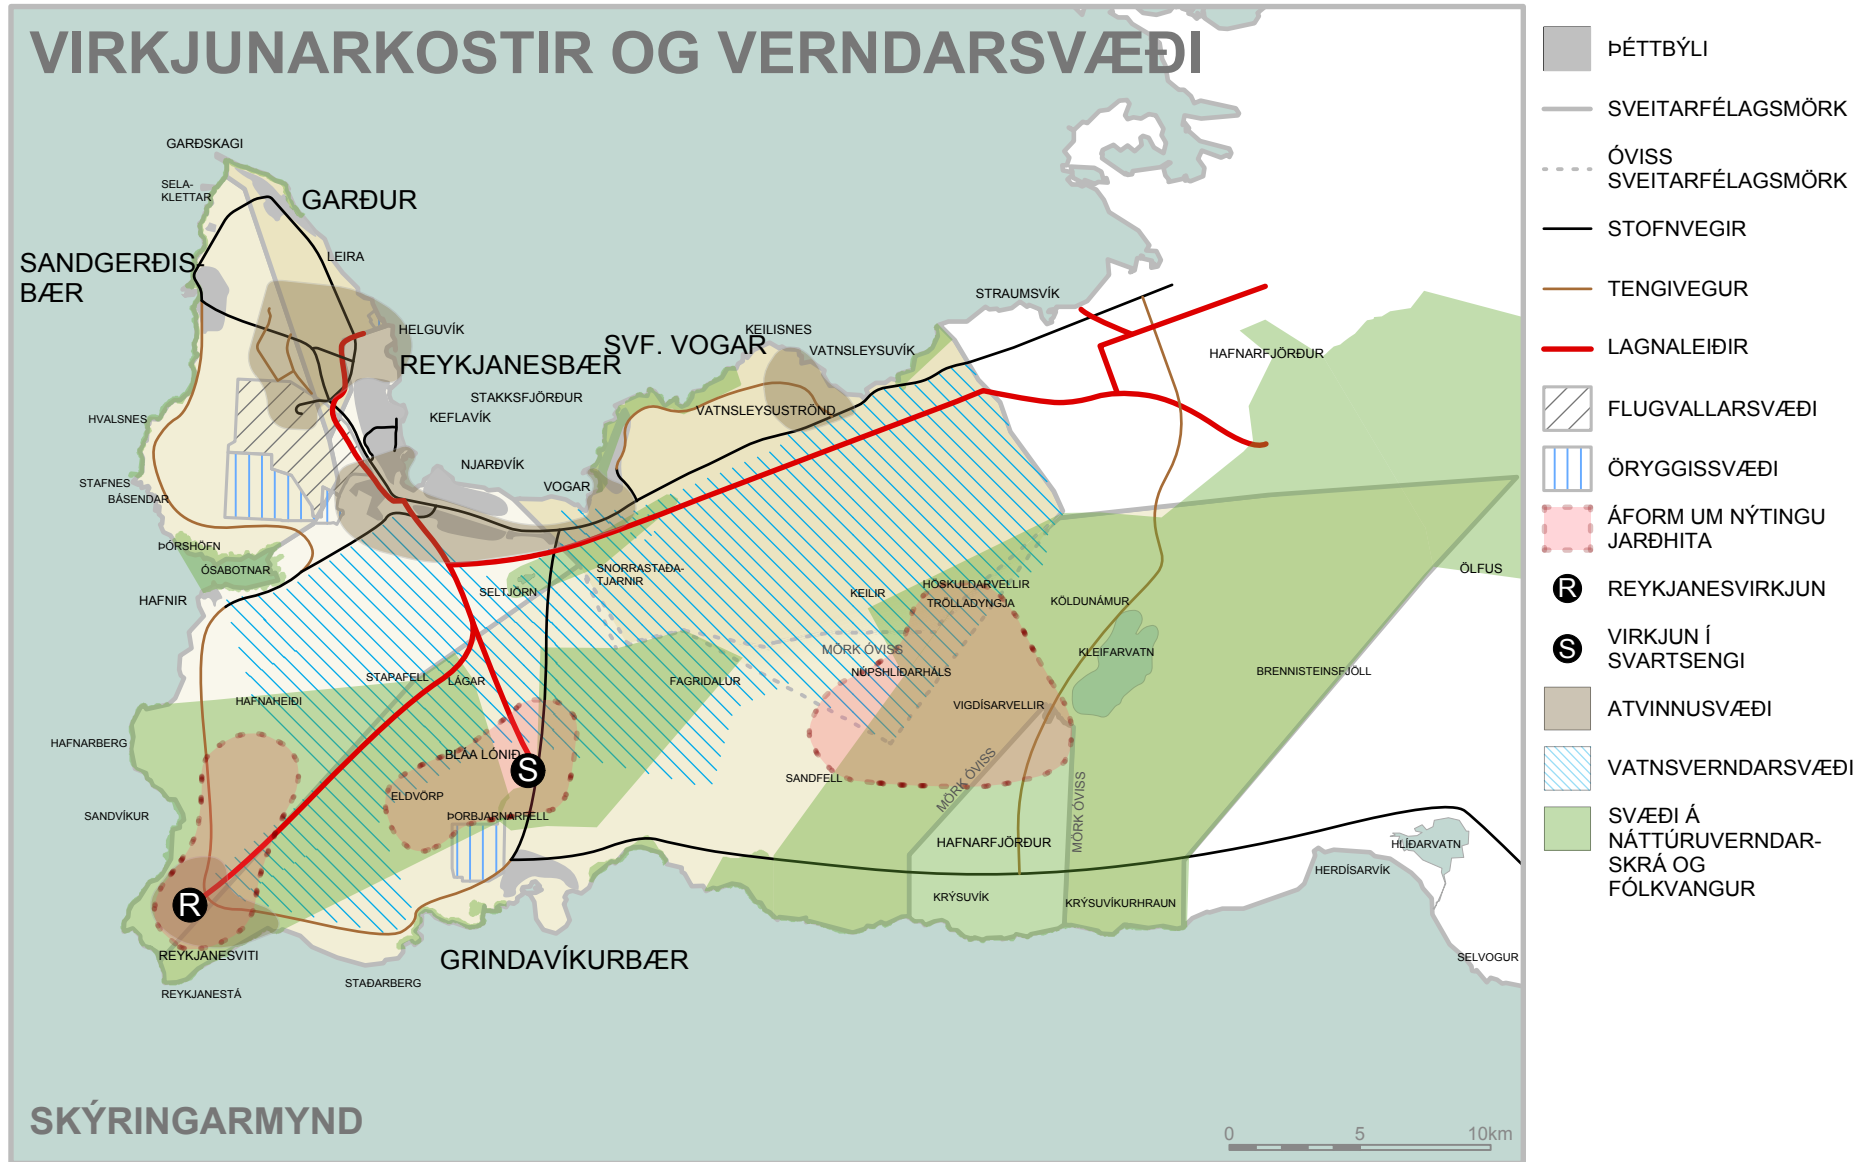 VIRKJUNARKOSTIR OG VERNDARSVÆÐI
GARÐSKAGI
SELA-
KLETTAR
GARÐUR
LEIRA
SANDGERÐIS-
BÆR
HELGUVÍK
REYKJANESBÆR
STAKKSFJÖRÐUR
KEFLAVÍK
HVALSNES
NJARÐVÍK
STAFNES
BÁSENDAR
VOGAR
SVF. VOGAR
KEILISNES
VATNSLEYSUVÍK
VATNSLEYSUSTRÖND
STRAUMSVÍK
HAFNARFJÖRÐUR
ÞÓRSHÖFN
ÓSABOTNAR
HAFNIR
SELTJÖRN
SNORRASTAÐA-
TJARNIR
KEILIR
HÖSKULDARVELLIR
TRÖLLADYNGJA
KÖLDUNÁMUR
ÖLFUS
MÖRK ÓVISS
KLEIFARVATN
NÚPSHLÍÐARHÁLS
BRENNISTEINSFJÖLL
STAPAFELL
LÁGAR
FAGRIDALUR
HAFNAHEIÐI
VIGDÍSARVELLIR
HAFNARBERG
BLÁA LÓNIÐ
S
SANDFELL
MÖRK ÓVISS
MÖRK ÓVISS
ELDVÖRP
SANDVÍKUR
ÞORBJARNARFELL
HAFNARFJÖRÐUR
HLÍÐARVATN
HERDÍSARVÍK
R
KRÝSUVÍK
KRÝSUVÍKURHRAUN
REYKJANESVITI
GRINDAVÍKURBÆR
SELVOGUR
STAÐARBERG
REYKJANESTÁ
SKÝRINGARMYND
0 5 10km
ÞÉTTBÝLI
SVEITARFÉLAGSMÖRK
ÓVISS
SVEITARFÉLAGSMÖRK
STOFNVEGIR
TENGIVEGUR
LAGNALEIÐIR
FLUGVALLARSVÆÐI
ÖRYGGISSVÆÐI
ÁFORM UM NÝTINGU
JARÐHITA
R REYKJANESVIRKJUN
S VIRKJUN Í
SVARTSENGI
ATVINNUSVÆÐI
VATNSVERNDARSVÆÐI
SVÆÐI Á
NÁTTÚRUVERNDAR-
SKRÁ OG
FÓLKVANGUR